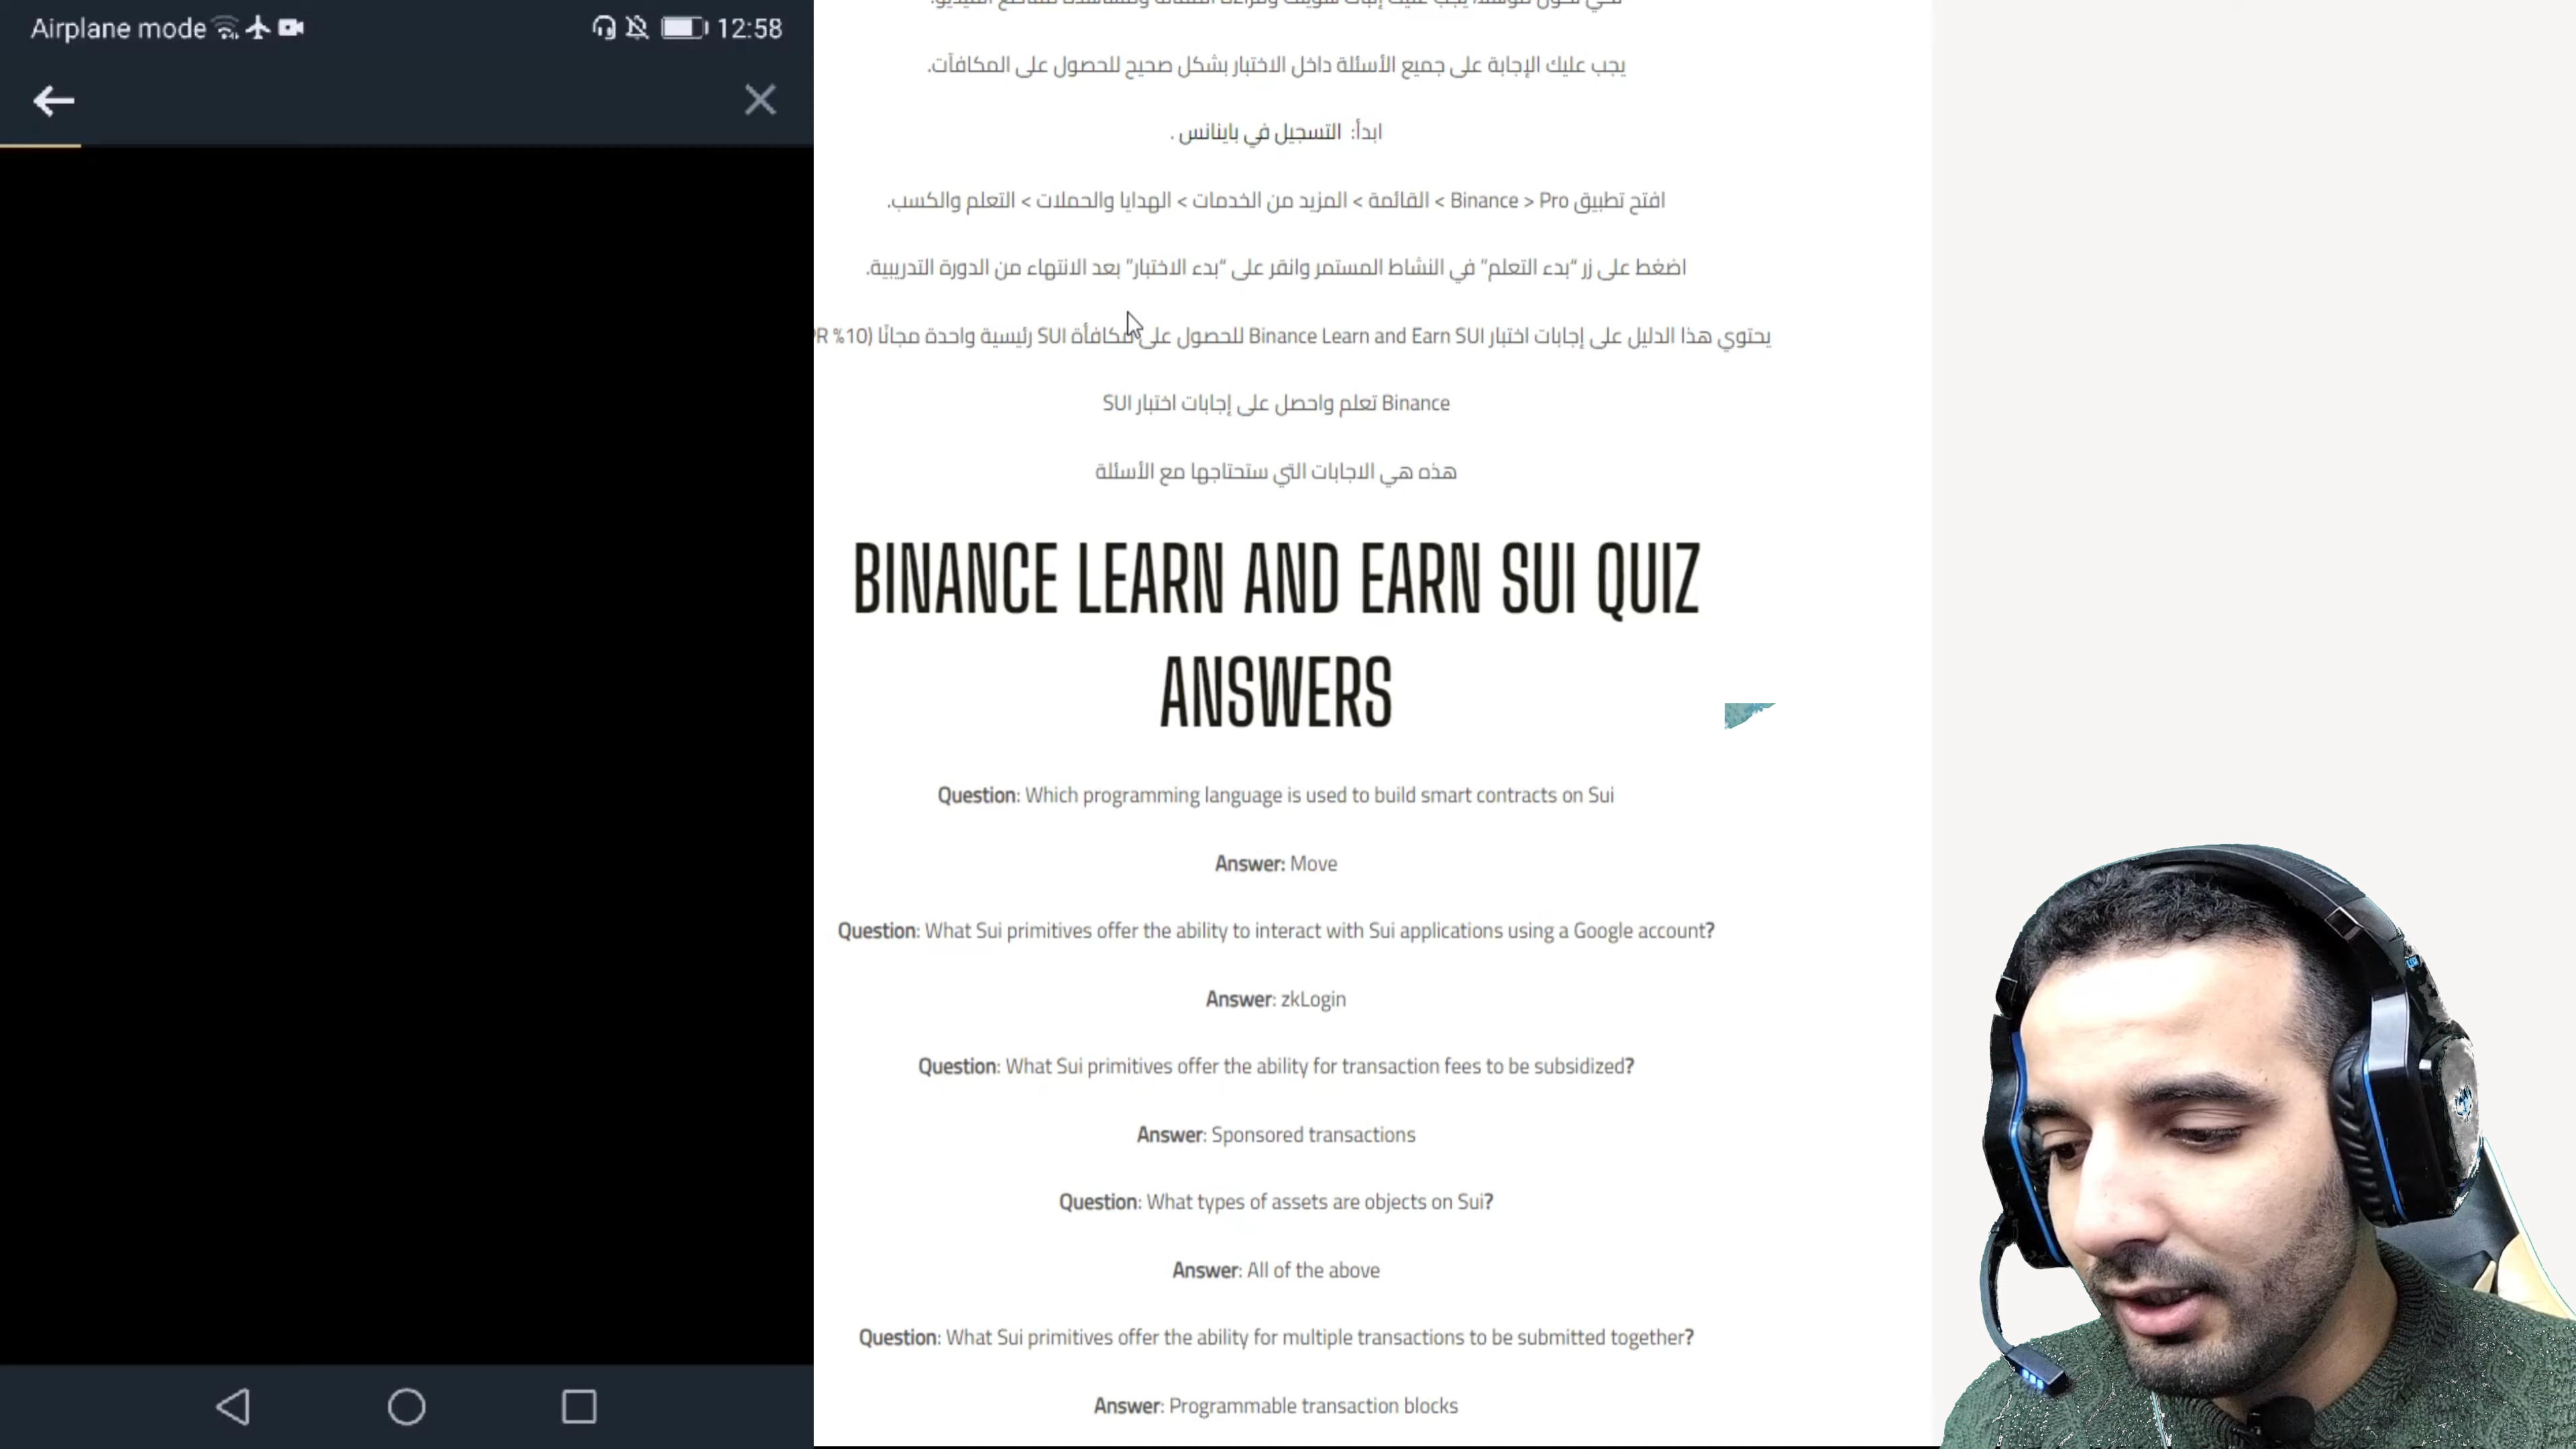 Airplane mode
12:58
يجب عليك الإجابة على جميع الأسئلة داخل الاختبار بشكل صحيح للحصول على المكافآت.
ابدأ: التسجيل في باينانس .
افتح تطبيق Binance > Pro > القائمة > المزيد من الخدمات > الهدايا والحملات > التعلم والكسب.
اضغط على زر “بدء التعلم” في النشاط المستمر وانقر على “بدء الاختبار” بعد الانتهاء من الدورة التدريبية.
يحتوي هذا الدليل على إجابات اختبار Binance Learn and Earn SUI للحصول على مكافأة SUI رئيسية واحدة مجانًا (10%
Binance تعلم واحصل على إجابات اختبار SUI
هذه هي الاجابات التي ستحتاجها مع الأسئلة
BINANCE LEARN AND EARN SUI QUIZ
ANSWERS
Question: Which programming language is used to build smart contracts on Sui
Answer: Move
Question: What Sui primitives offer the ability to interact with Sui applications using a Google account?
Answer: zkLogin
Question: What Sui primitives offer the ability for transaction fees to be subsidized?
Answer: Sponsored transactions
Question: What types of assets are objects on Sui?
Answer: All of the above
Question: What Sui primitives offer the ability for multiple transactions to be submitted together?
Answer: Programmable transaction blocks